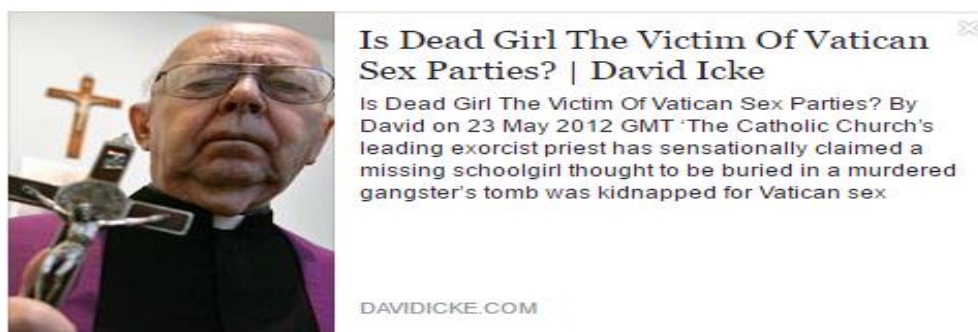 Is Dead Girl The Victim Of Vatican
Sex Parties? | David Icke
Is Dead Girl The Victim Of Vatican Sex Parties? By
David on 23 May 2012 GMT ‘The Catholic Church's
leading exorcist priest has sensationally claimed a
missing schoolgirl thought to be buried in a murdered
gangster's tomb was kidnapped for Vatican sex
DAVIDICKE.COM